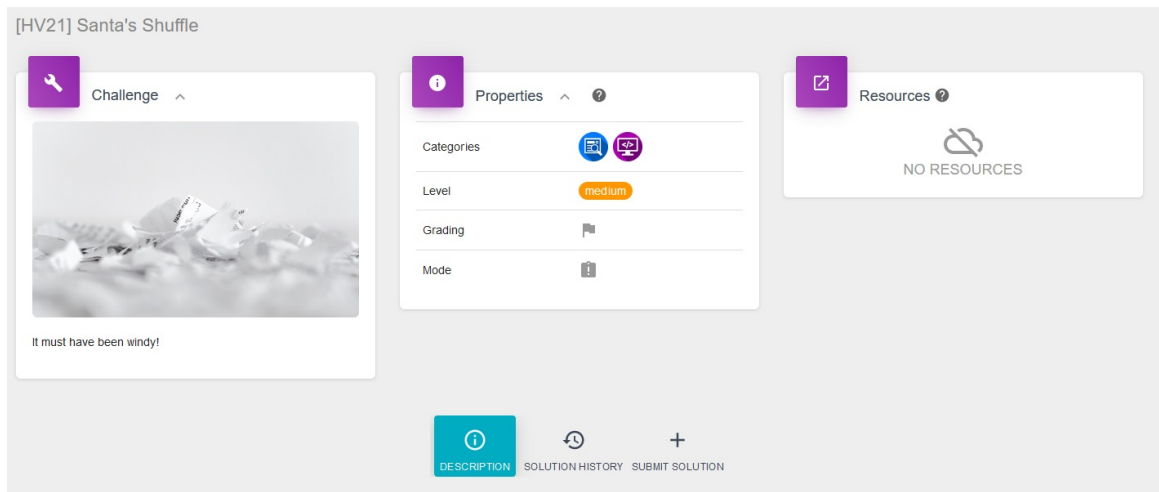 [HV21] Santa's Shuffle
Challenge
It must have been windy!
Properties
Categories
Level
medium
Grading
Mode
Resources
NO RESOURCES
DESCRIPTION
SOLUTION HISTORY
SUBMIT SOLUTION